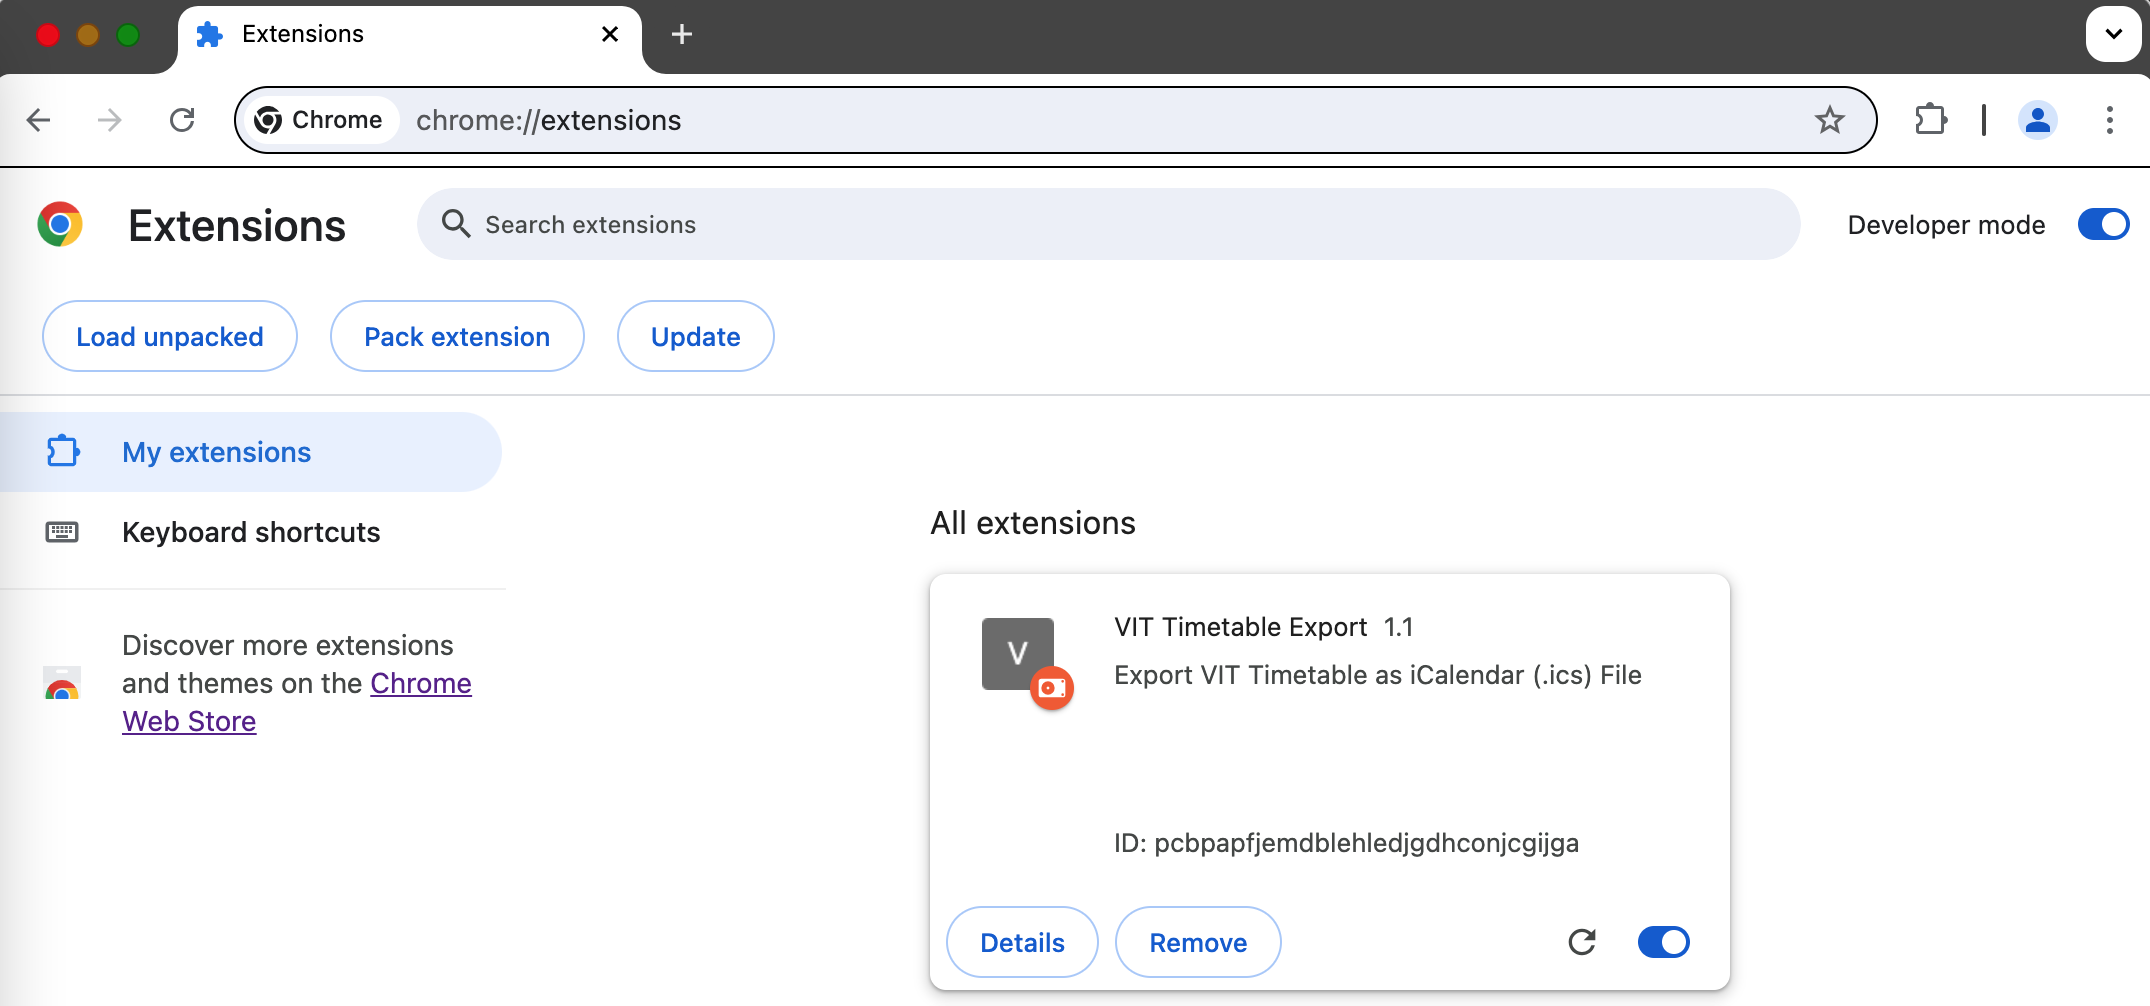 Extensions
Chrome
chrome://extensions
Extensions
Search extensions
Developer mode
Load unpacked
Pack extension
Update
My extensions
Keyboard shortcuts
Discover more extensions
and themes on the Chrome
Web Store
All extensions
V
VIT Timetable Export 1.1
Export VIT Timetable as iCalendar (.ics) File
ID: pcbpapfjemdblehledjgdhconjcgijga
Details
Remove